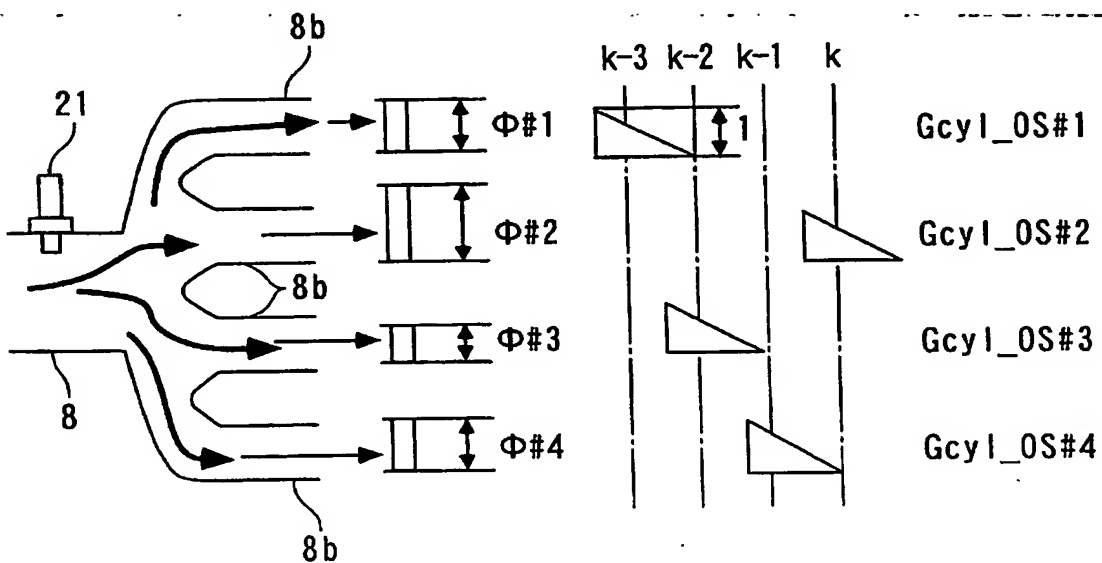 8b
21
k-3 k-2 k-1 k
Φ#1
1
Gcyl_OS#1
Φ#2
Gcyl_OS#2
8b
Φ#3
Gcyl_OS#3
8
Φ#4
Gcyl_OS#4
8b